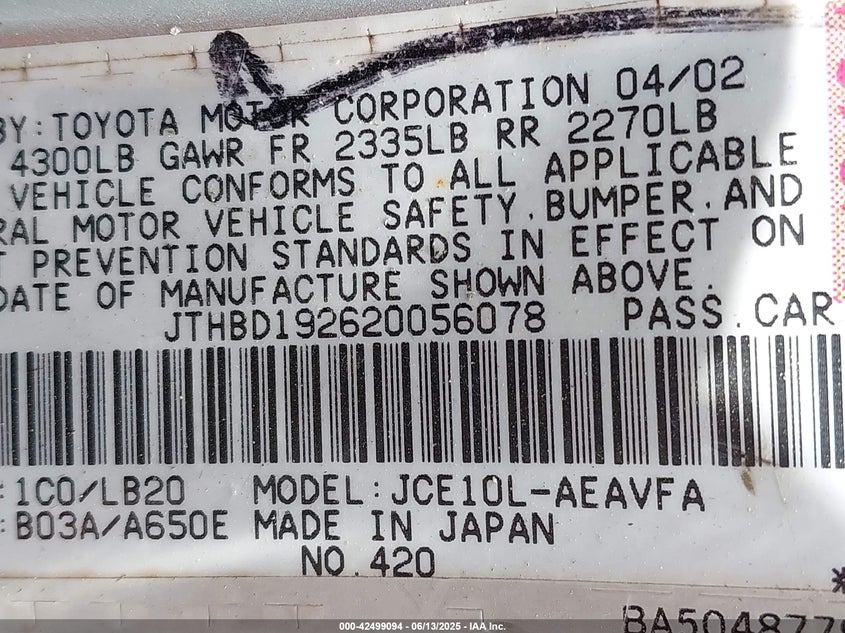 BY:TOYOTA MOTOR CORPORATION 04/02
4300LB GAWR FR 2335LB RR 2270LB
VEHICLE CONFORMS TO ALL APPLICABLE
RAL MOTOR VEHICLE SAFETY,BUMPER,AND
T PREVENTION STANDARDS IN EFFECT ON
DATE OF MANUFACTURE SHOWN ABOVE.
JTHBD192620056078 PASS.CAR
:1C0/LB20 MODEL:JCE10L-AEAVFA
:B03A/A650E MADE IN JAPAN
NO.420
*
BA504877
000-42499094 - 06/13/2025 - IAA Inc.